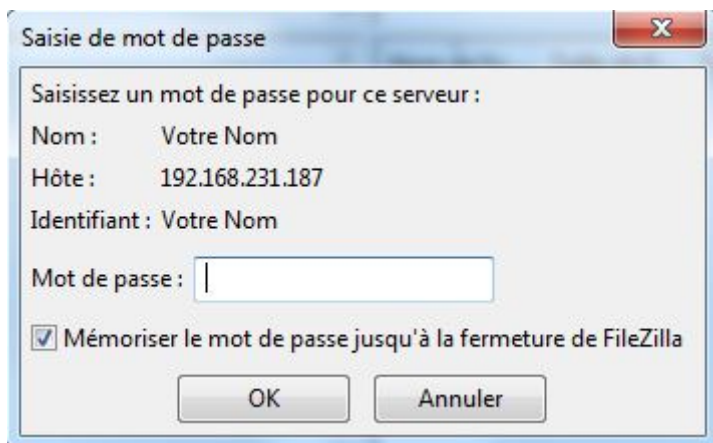 Saisie de mot de passe
Saisissez un mot de passe pour ce serveur :
Nom : Votre Nom
Hôte : 192.168.231.187
Identifiant : Votre Nom
Mot de passe :
Mémoriser le mot de passe jusqu'à la fermeture de FileZilla
OK Annuler